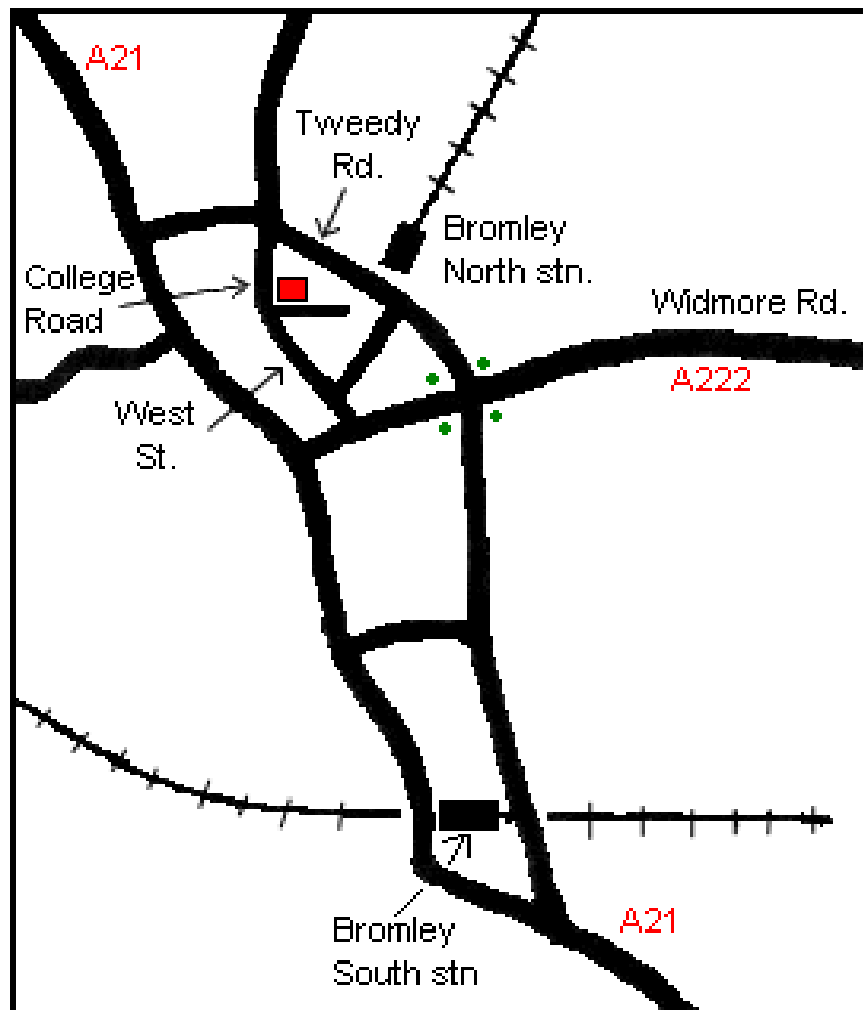 A21
Tweedy
Rd.
Bromley
North stn.
College
Road
Widmore Rd.
A222
West
St.
A21
Bromley
South stn